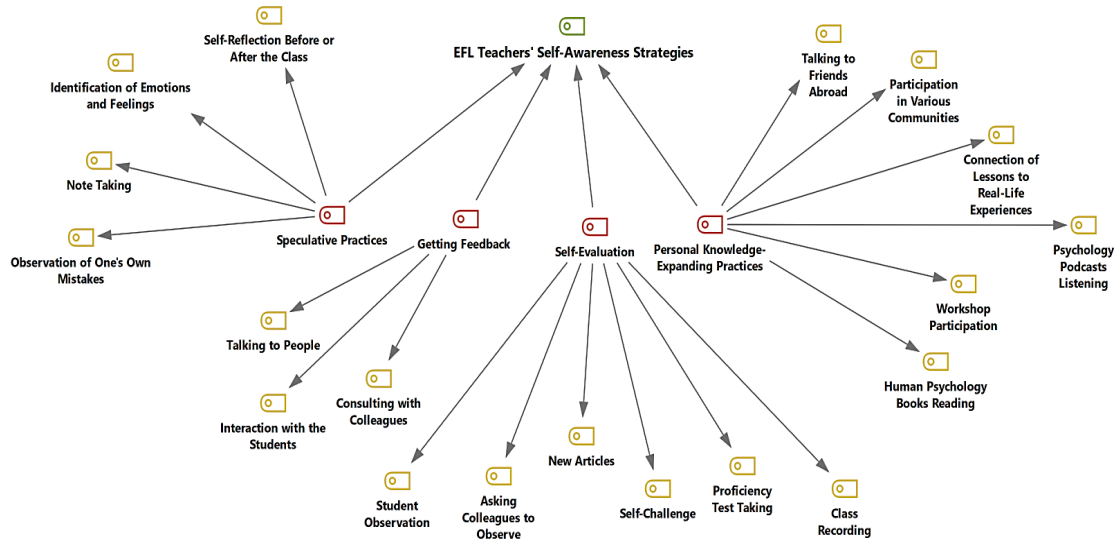 EFL Teachers' Self-Awareness Strategies
Self-Reflection Before or
After the Class
Identification of Emotions
and Feelings
Note Taking
Observation of One's Own
Mistakes
Speculative Practices
Getting Feedback
Self-Evaluation
Personal Knowledge-
Expanding Practices
Talking to
Friends
Abroad
Participation
in Various
Communities
Connection of
Lessons to
Real-Life
Experiences
Psychology
Podcasts
Listening
Workshop
Participation
Human Psychology
Books Reading
Talking to People
Interaction with the
Students
Consulting with
Colleagues
Student
Observation
Asking
Colleagues to
Observe
New Articles
Self-Challenge
Proficiency
Test Taking
Class
Recording